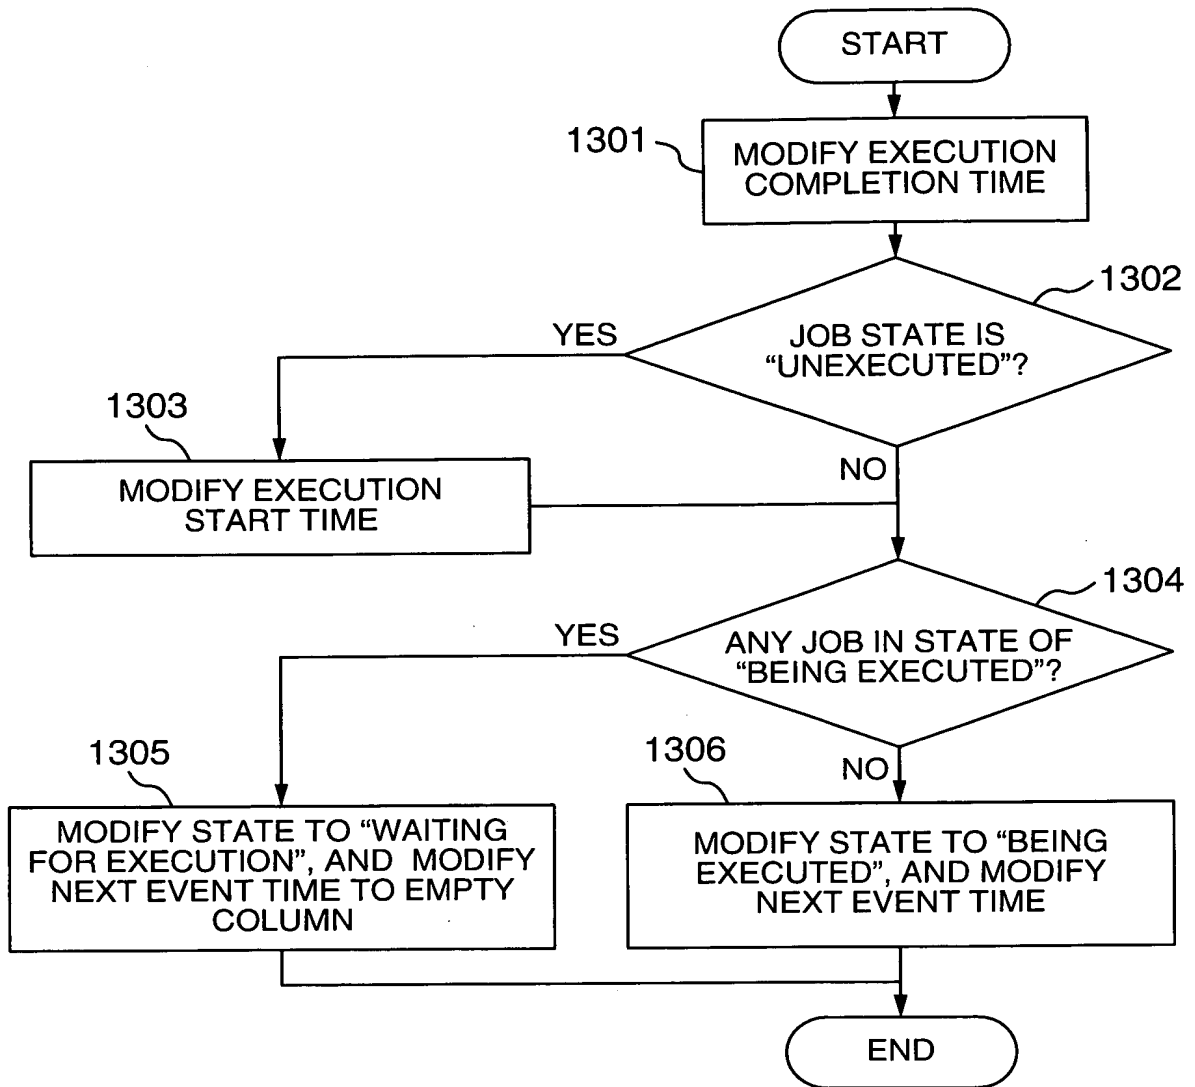 START
1301
MODIFY EXECUTION
COMPLETION TIME
1302
JOB STATE IS
“UNEXECUTED”?
YES
NO
1303
MODIFY EXECUTION
START TIME
1304
ANY JOB IN STATE OF
“BEING EXECUTED”?
YES
NO
1305
MODIFY STATE TO “WAITING
FOR EXECUTION”, AND MODIFY
NEXT EVENT TIME TO EMPTY
COLUMN
1306
MODIFY STATE TO “BEING
EXECUTED”, AND MODIFY
NEXT EVENT TIME
END